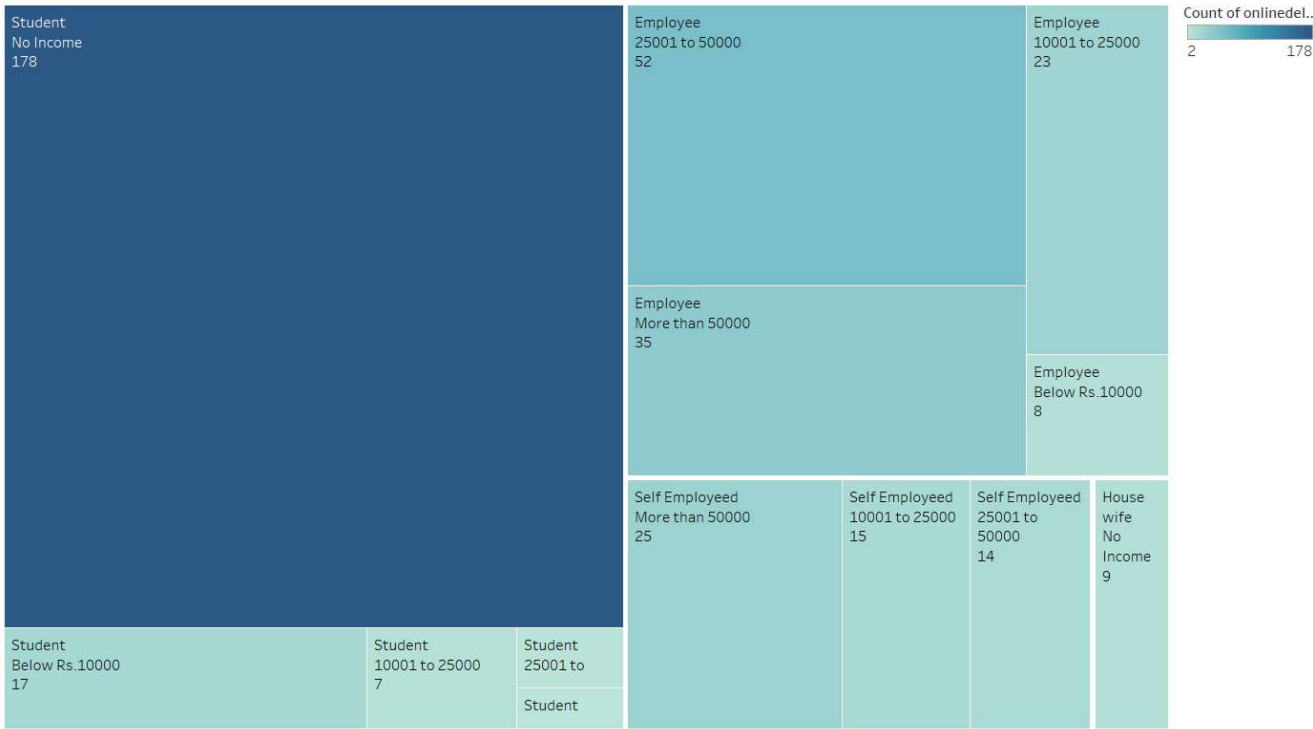 Student
No Income
178
Employee
25001 to 50000
52
Employee
10001 to 25000
23
Count of onlinedel..
2 178
Employee
More than 50000
35
Employee
Below Rs.10000
8
Self Employeed
More than 50000
25
Self Employeed
10001 to 25000
15
Self Employeed
25001 to
50000
14
House
wife
No
Income
9
Student
Below Rs.10000
17
Student
10001 to 25000
7
Student
25001 to
Student